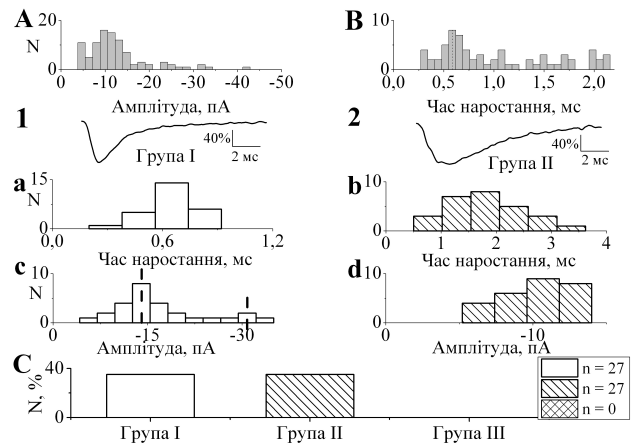 A
B
20
N
0
0 -10 -20 -30 -40 -50
Амплітуда, пА
10
0
0,0 0,5 1,0 1,5 2,0
Час наростання, мс
1
40%
2 мс
Група I
2
40%
2 мс
Група II
a
15
N
0
0,0 0,6 1,2
Час наростання, мс
b
10
0
1 2 3 4
Час наростання, мс
c
10
N
0
-15 -30
Амплітуда, пА
d
10
0
0 -10
Амплітуда, пА
C
40
N, %
0
Група I Група II Група III
n = 27
n = 27
n = 0